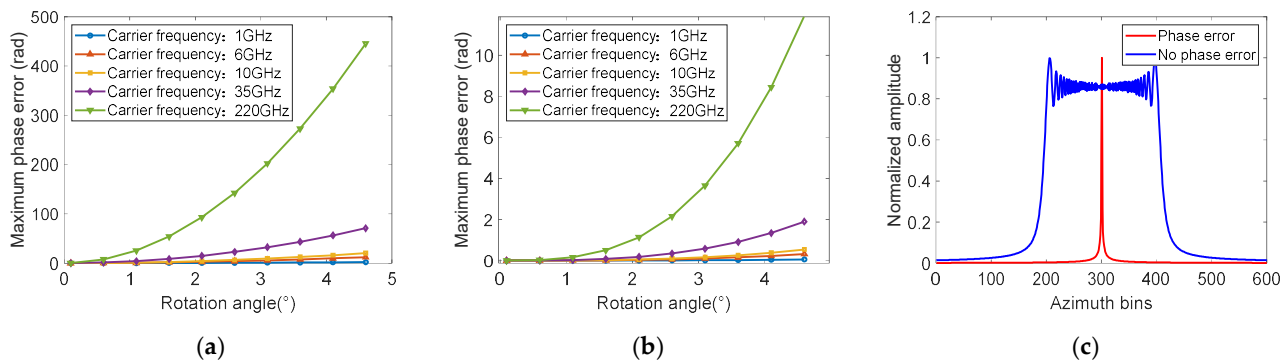 500
400
300
200
100
0
0
1
2
3
4
5
Maximum phase error (rad)
Rotation angle(°)
Carrier frequency：1GHz
Carrier frequency：6GHz
Carrier frequency：10GHz
Carrier frequency：35GHz
Carrier frequency：220GHz
(a)
10
8
6
4
2
0
0
1
2
3
4
Maximum phase error (rad)
Rotation angle(°)
Carrier frequency：1GHz
Carrier frequency：6GHz
Carrier frequency：10GHz
Carrier frequency：35GHz
Carrier frequency：220GHz
(b)
1.2
1
0.8
0.6
0.4
0.2
0
0
100
200
300
400
500
600
Normalized amplitude
Azimuth bins
Phase error
No phase error
(c)